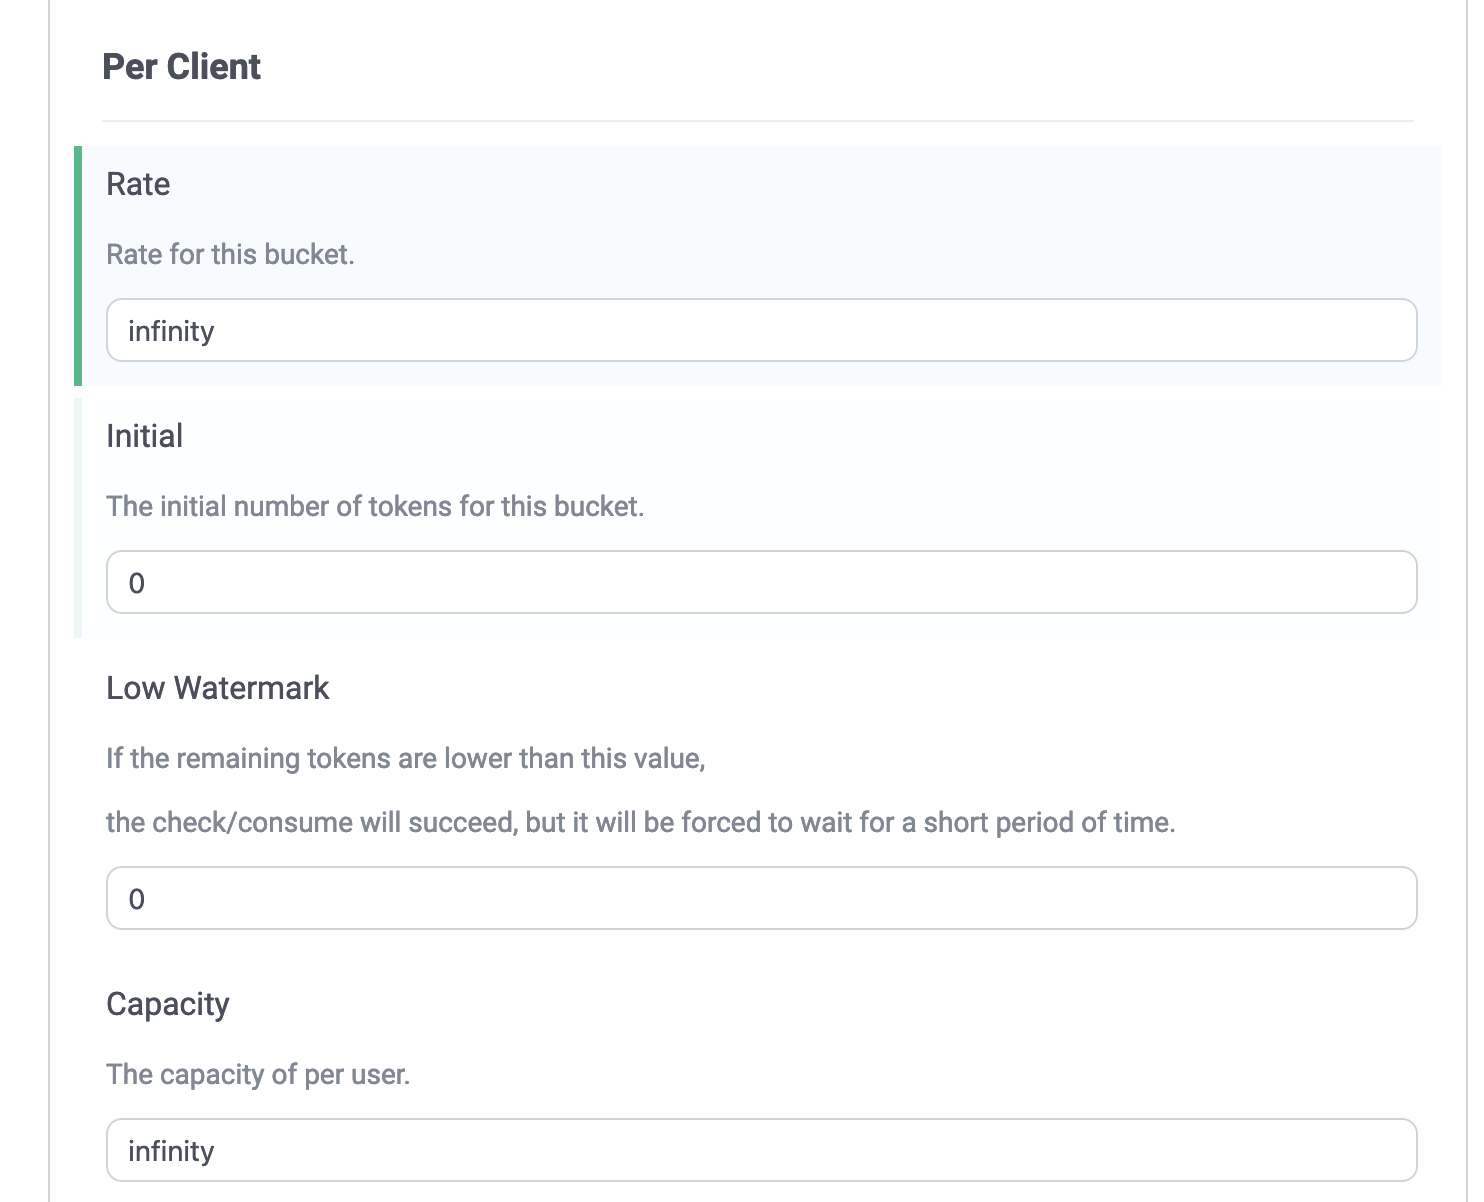 Per Client
Rate
Rate for this bucket.
infinity
Initial
The initial number of tokens for this bucket.
0
Low Watermark
If the remaining tokens are lower than this value,
the check/consume will succeed, but it will be forced to wait for a short period of time.
0
Capacity
The capacity of per user.
infinity